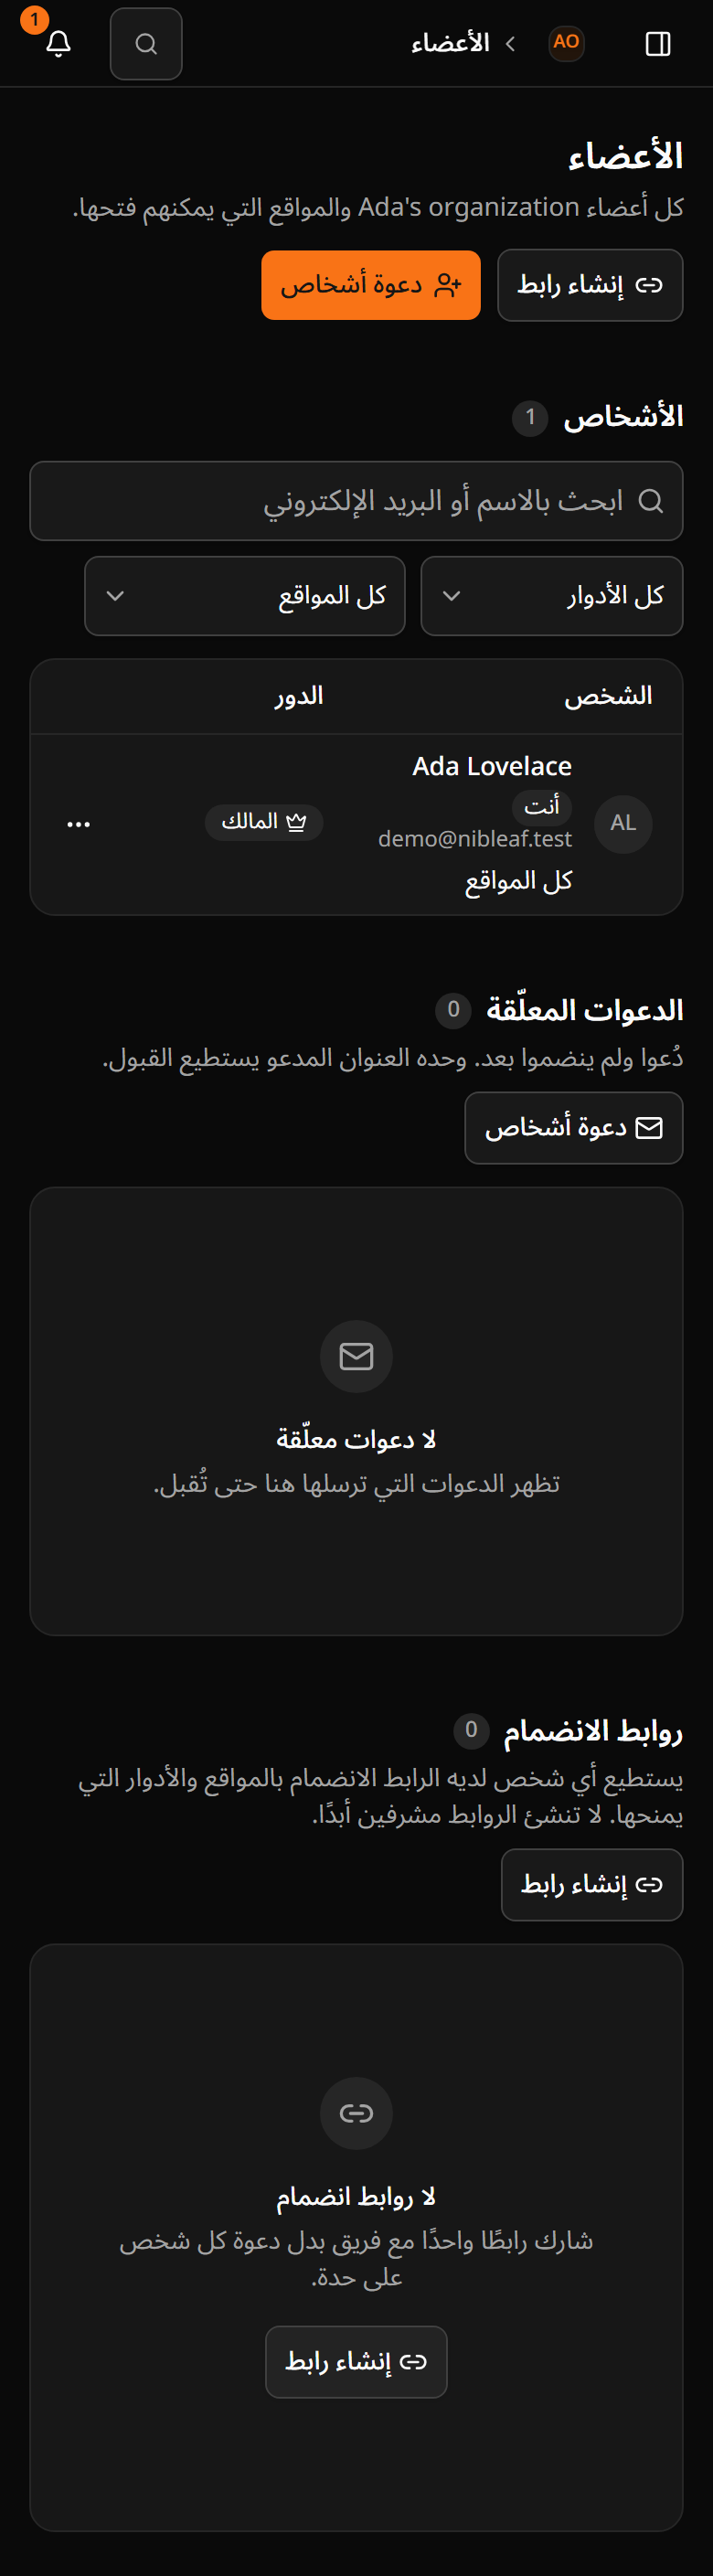 AO
الأعضاء
1
الأعضاء
كل أعضاء Ada's organization والمواقع التي يمكنهم فتحها.
إنشاء رابط
دعوة أشخاص
الأشخاص 1
ابحث بالاسم أو البريد الإلكتروني
كل الأدوار
كل المواقع
الشخص
الدور
AL
Ada Lovelace
أنت
demo@nibleaf.test
كل المواقع
المالك
الدعوات المعلّقة 0
دُعوا ولم ينضموا بعد. وحده العنوان المدعو يستطيع القبول.
دعوة أشخاص
لا دعوات معلّقة
تظهر الدعوات التي ترسلها هنا حتى تُقبل.
روابط الانضمام 0
يستطيع أي شخص لديه الرابط الانضمام بالمواقع والأدوار التي
يمنحها. لا تنشئ الروابط مشرفين أبدًا.
إنشاء رابط
لا روابط انضمام
شارك رابطًا واحدًا مع فريق بدل دعوة كل شخص
على حدة.
إنشاء رابط